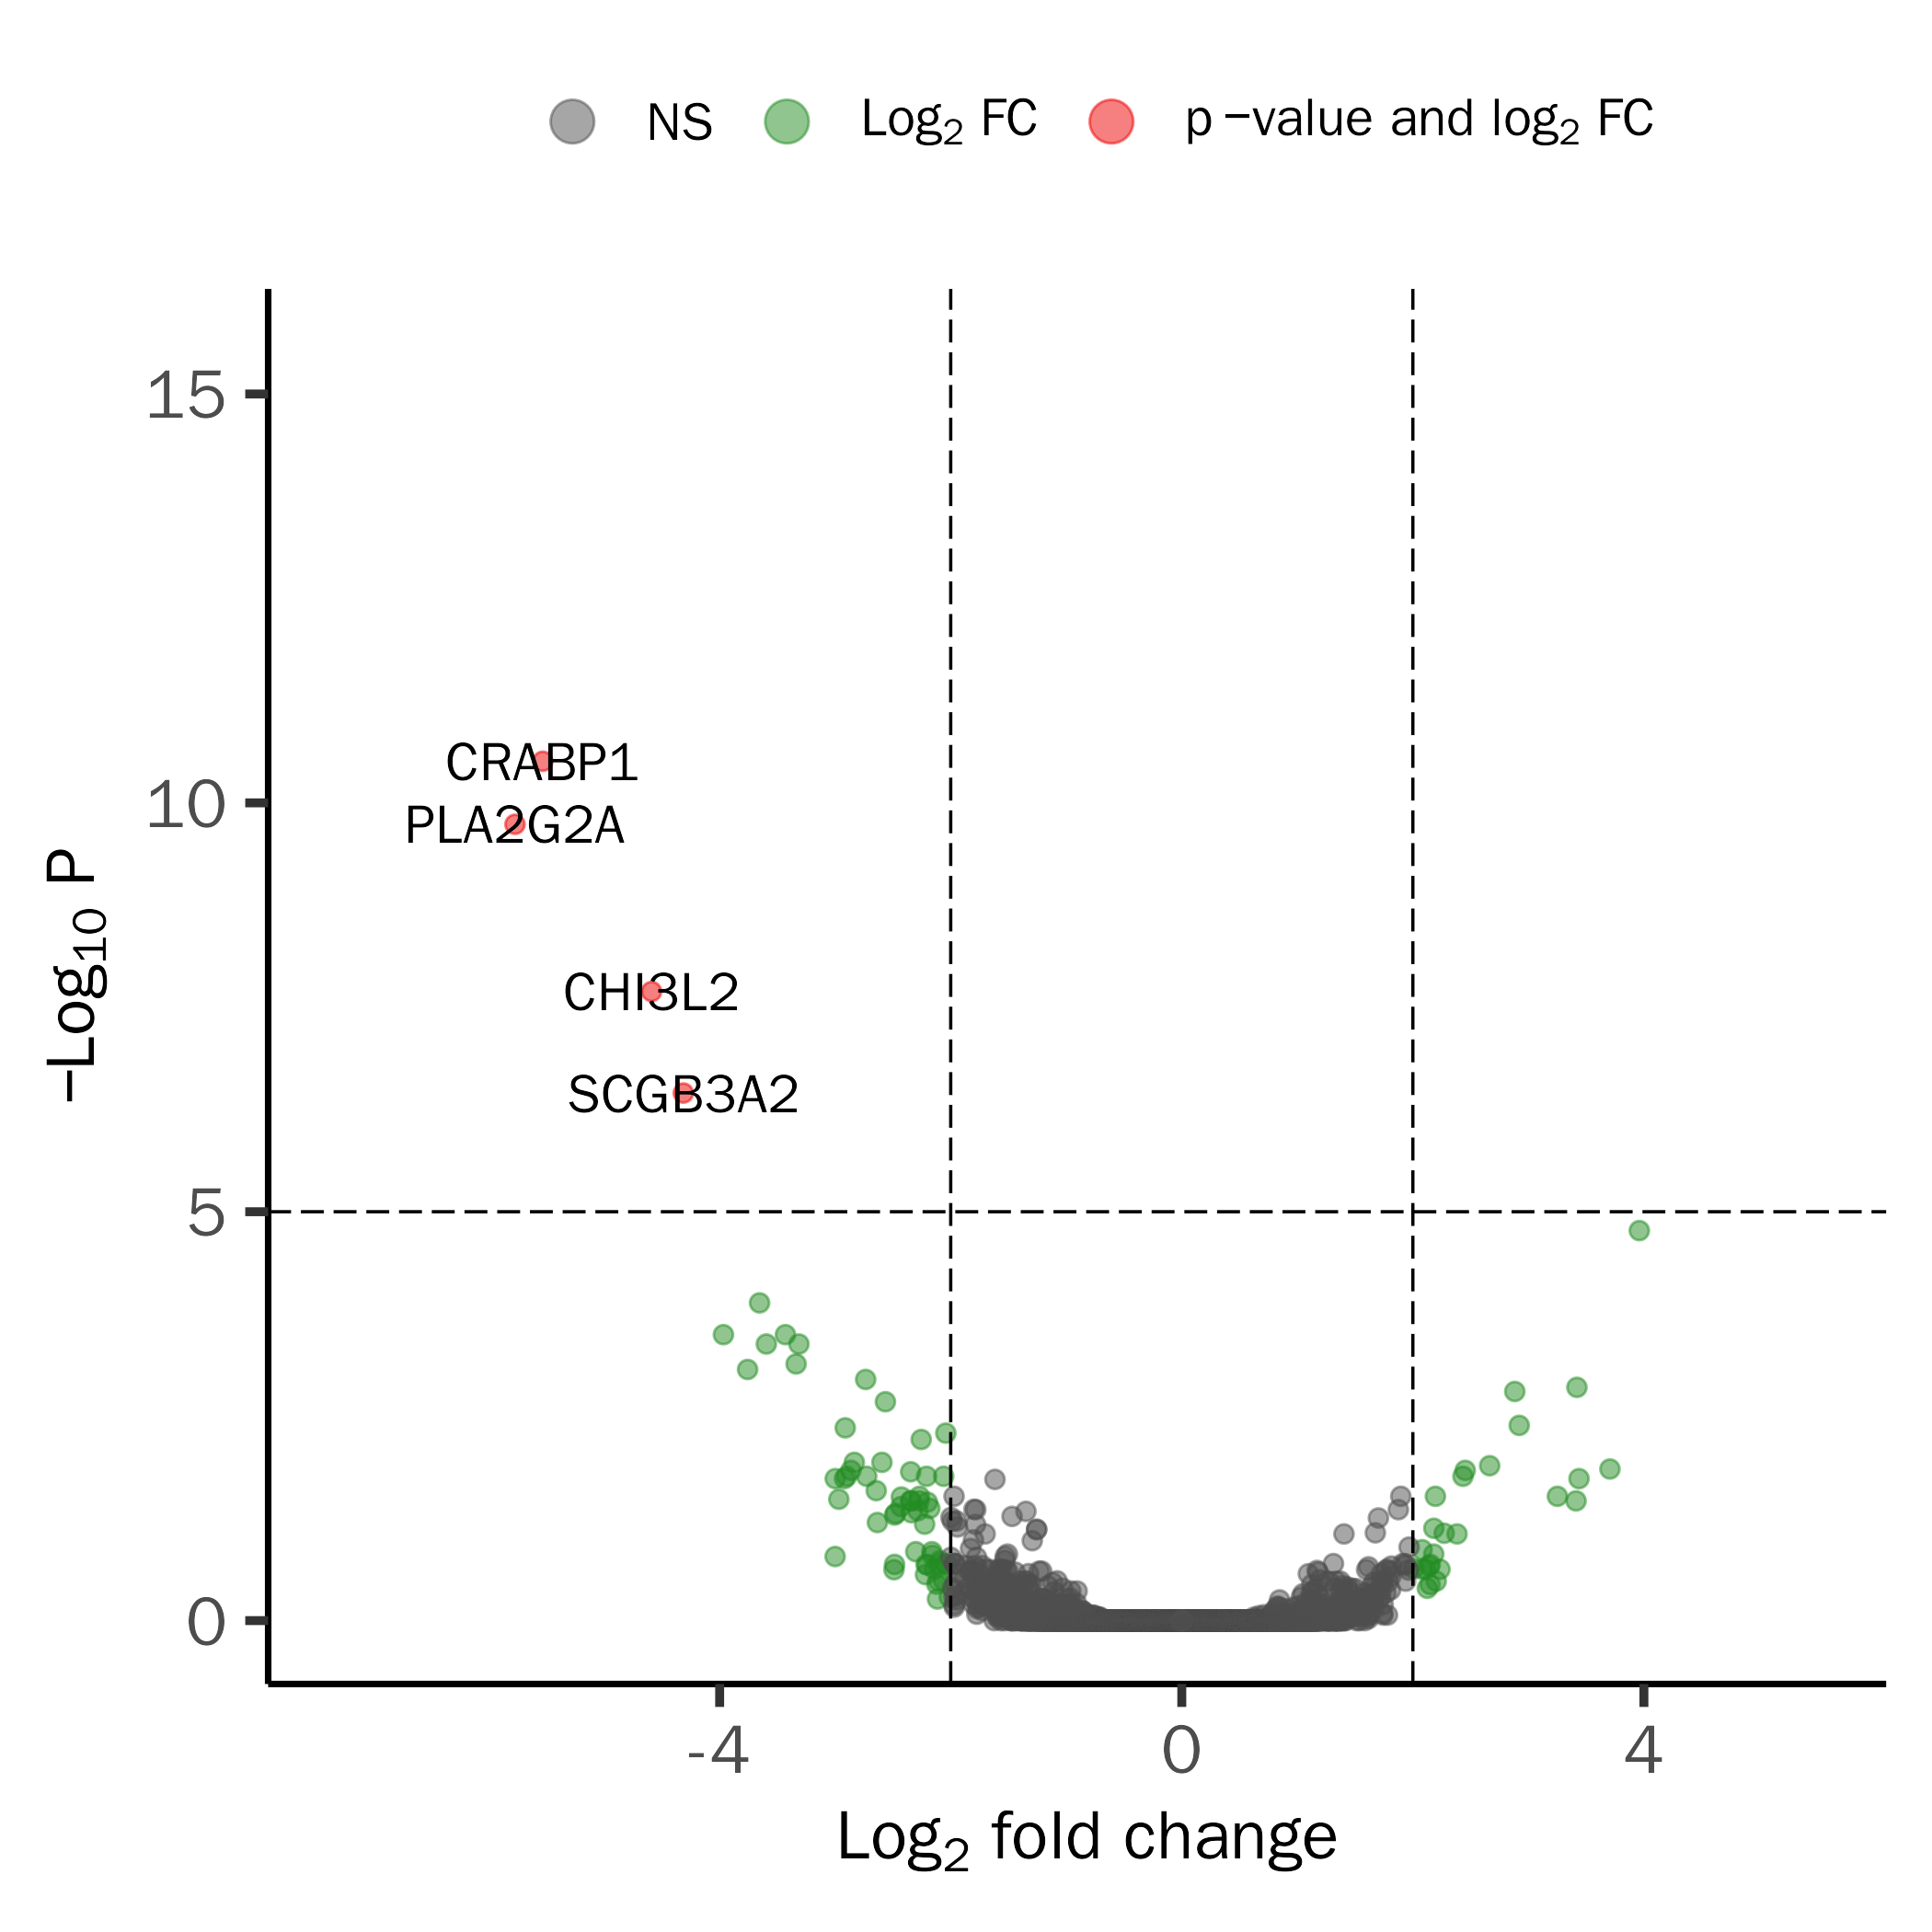 NS Log₂ FC p −value and log₂ FC
15
10
5
0
−Log₁₀ P
CRABP1
PLA2G2A
CHI3L2
SCGB3A2
-4 0 4
Log₂ fold change